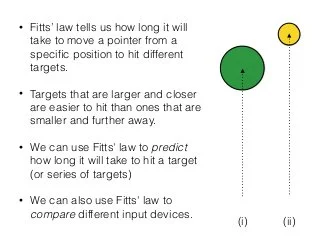 • Fitts' law tells us how long it will
take to move a pointer from a
specific position to hit different
targets.
• Targets that are larger and closer
are easier to hit than ones that are
smaller and further away.
• We can use Fitts' law to predict
how long it will take to hit a target
(or series of targets)
• We can also use Fitts' law to
compare different input devices.
(i)
(ii)